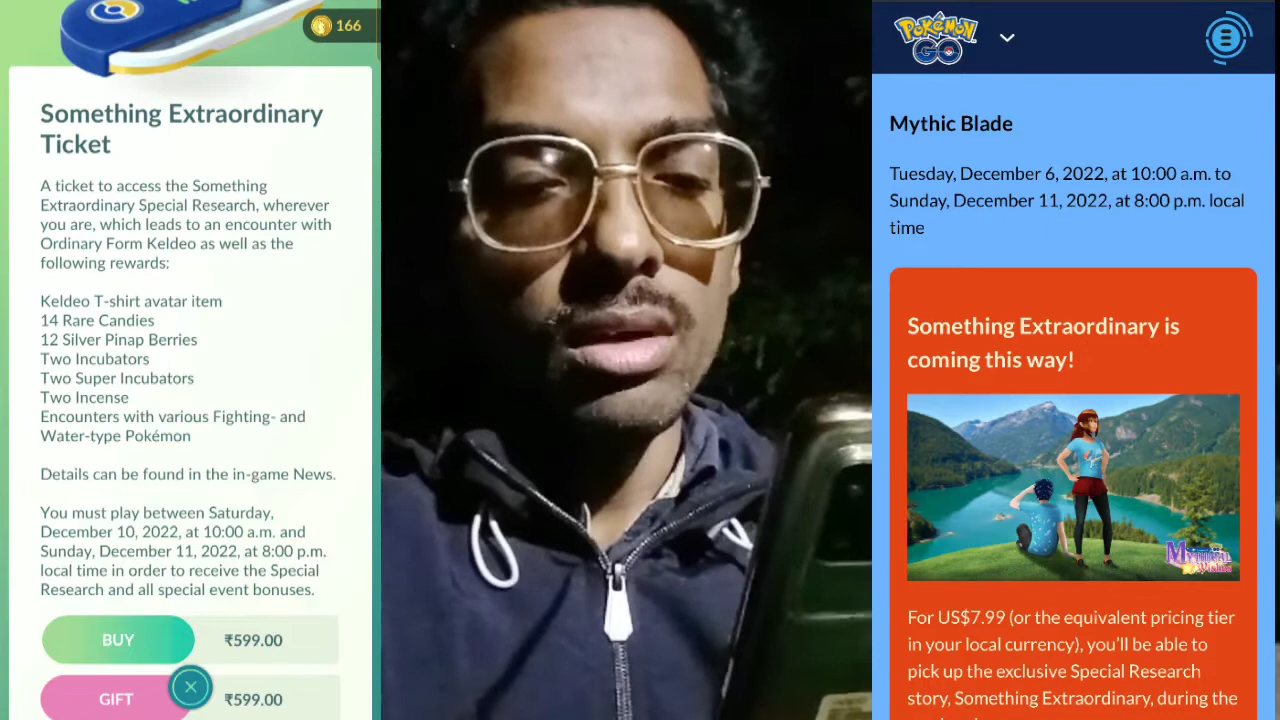 166
Something Extraordinary
Ticket
A ticket to access the Something
Extraordinary Special Research, wherever
you are, which leads to an encounter with
Ordinary Form Keldeo as well as the
following rewards:
Keldeo T-shirt avatar item
14 Rare Candies
12 Silver Pinap Berries
Two Incubators
Two Super Incubators
Two Incense
Encounters with various Fighting- and
Water-type Pokémon
Details can be found in the in-game News.
You must play between Saturday,
December 10, 2022, at 10:00 a.m. and
Sunday, December 11, 2022, at 8:00 p.m.
local time in order to receive the Special
Research and all special event bonuses.
BUY ₹599.00
GIFT ₹599.00
POKÉMON
GO
Mythic Blade
Tuesday, December 6, 2022, at 10:00 a.m. to
Sunday, December 11, 2022, at 8:00 p.m. local
time
Something Extraordinary is
coming this way!
MYTHICAL
WISHES
For US$7.99 (or the equivalent pricing tier
in your local currency), you'll be able to
pick up the exclusive Special Research
story, Something Extraordinary, during the